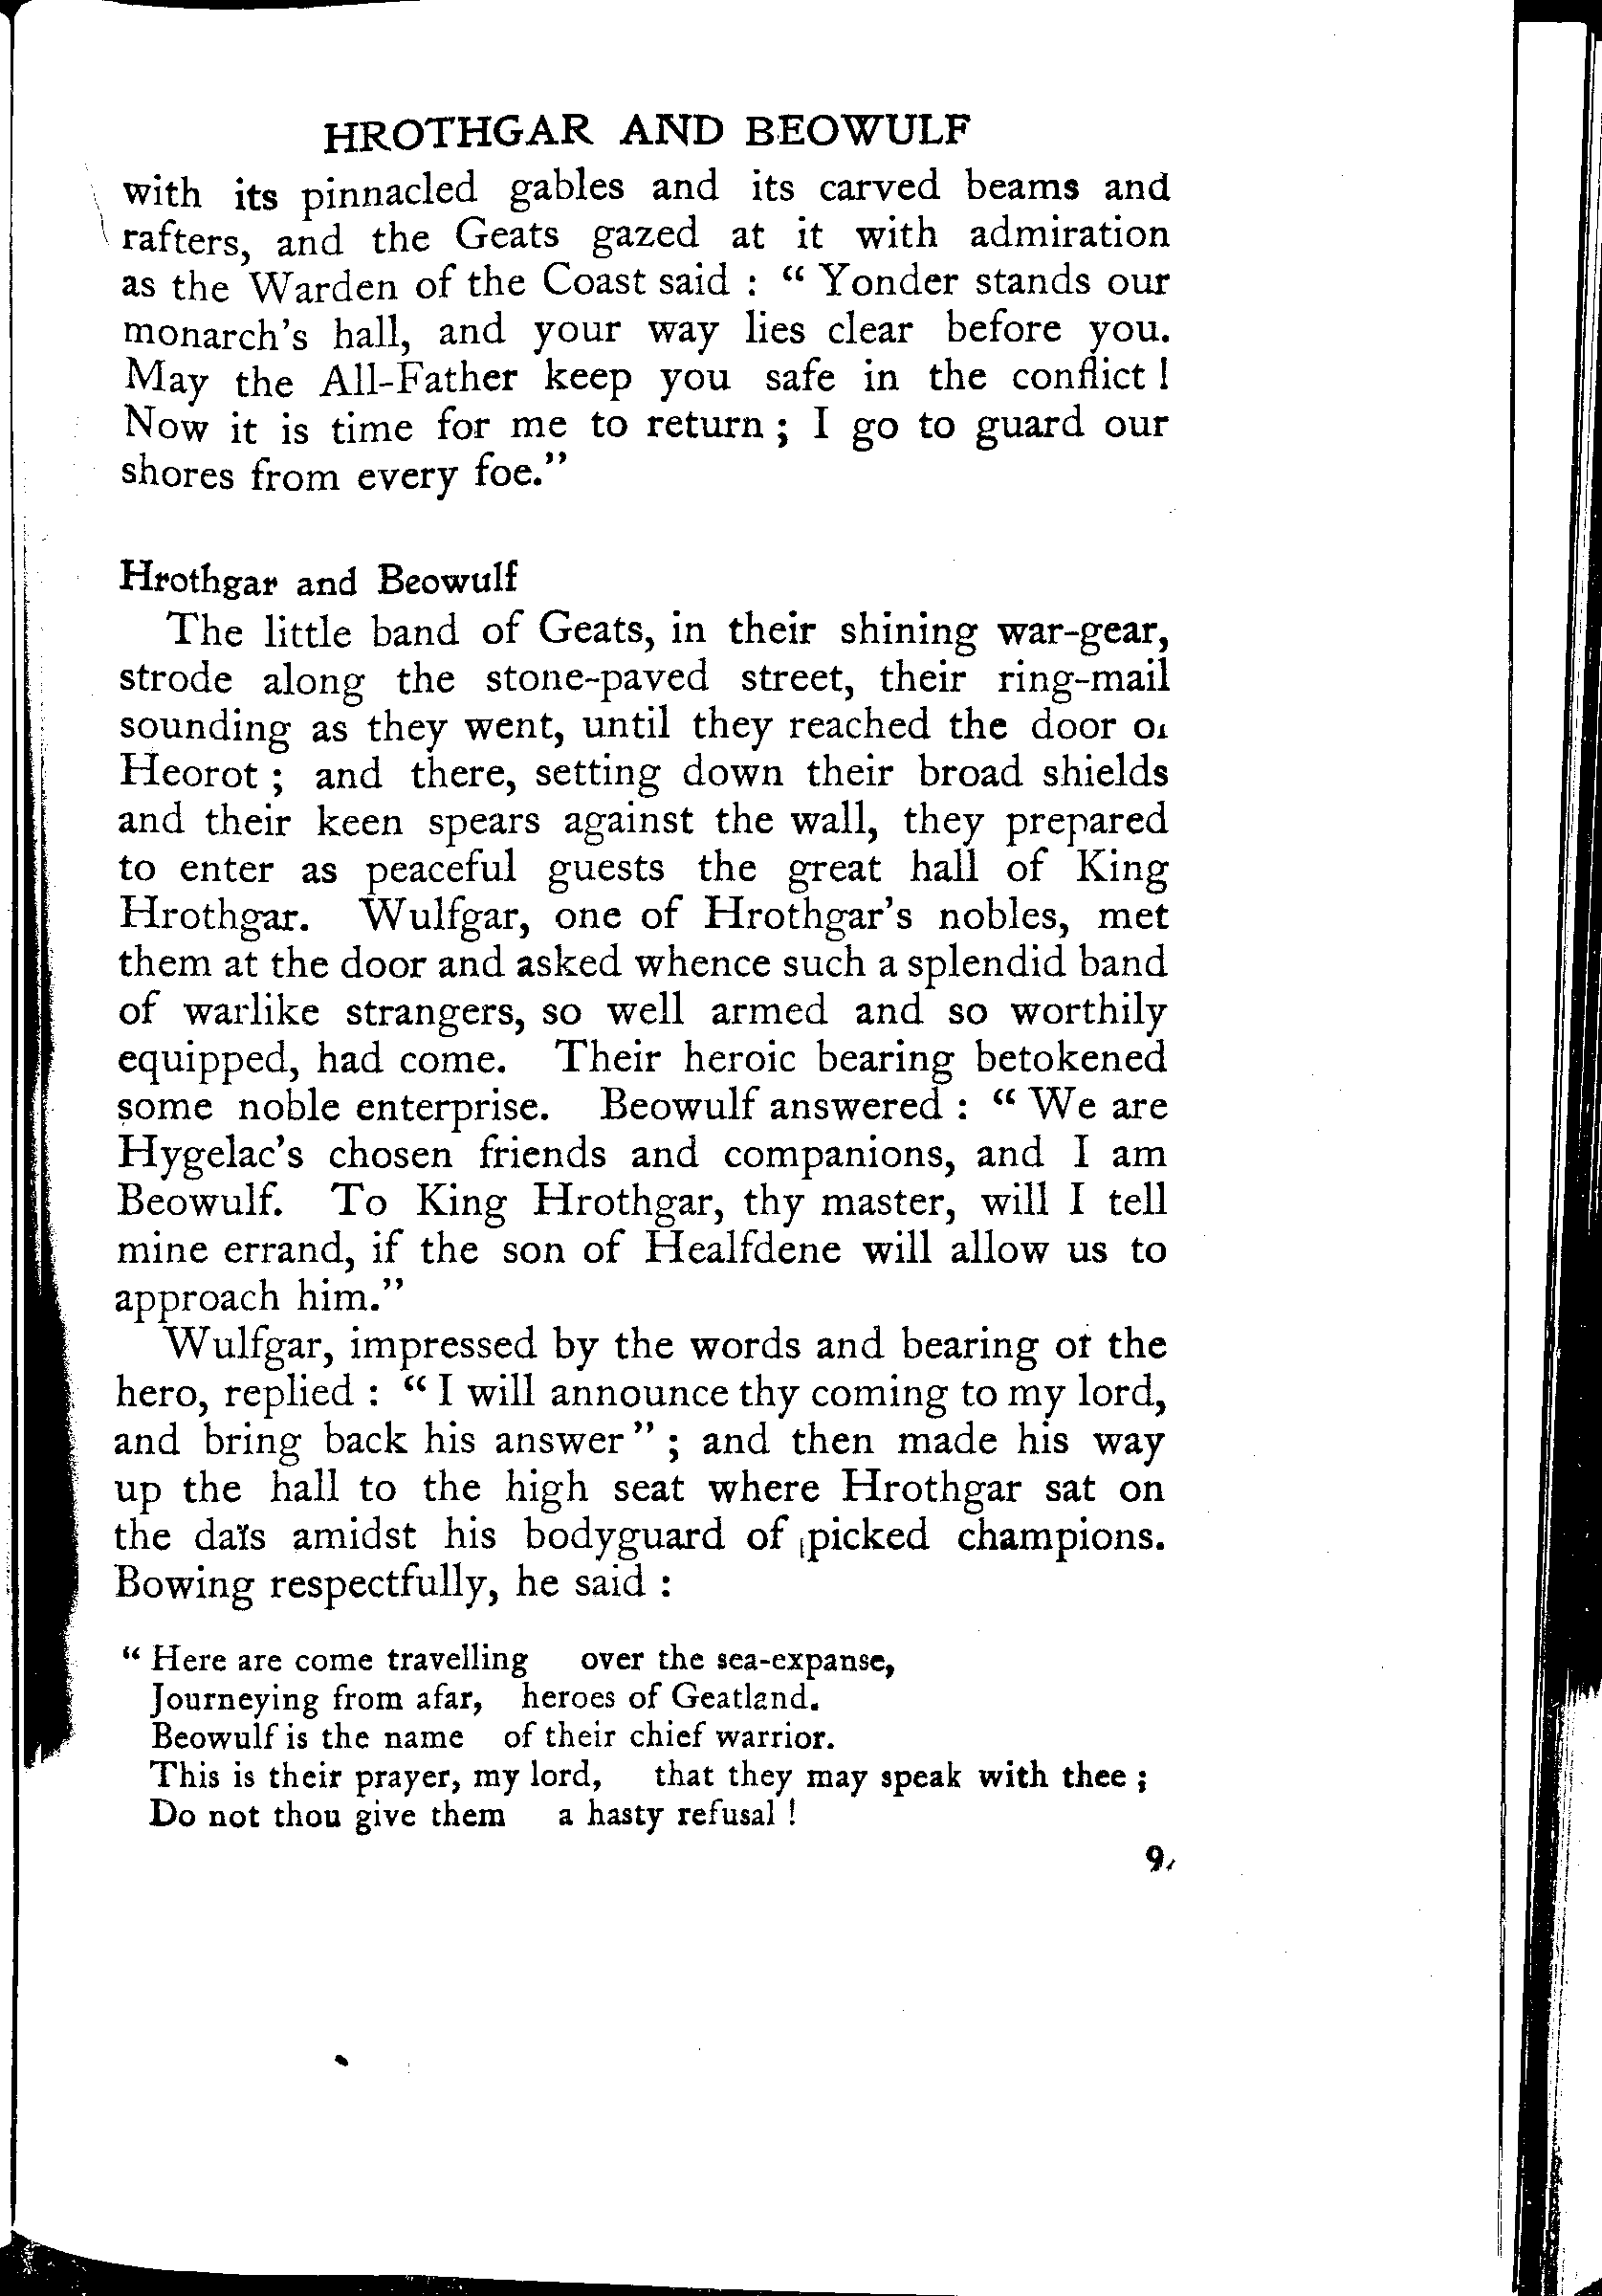 HROTHGAR AND BEOWULF
with its pinnacled gables and its carved beams and
rafters, and the Geats gazed at it with admiration
as the Warden of the Coast said : “ Yonder stands our
monarch's hall, and your way lies clear before you.
May the All-Father keep you safe in the conflict !
Now it is time for me to return ; I go to guard our
shores from every foe.”
Hrothgar and Beowulf
The little band of Geats, in their shining war-gear,
strode along the stone-paved street, their ring-mail
sounding as they went, until they reached the door of
Heorot ; and there, setting down their broad shields
and their keen spears against the wall, they prepared
to enter as peaceful guests the great hall of King
Hrothgar. Wulfgar, one of Hrothgar's nobles, met
them at the door and asked whence such a splendid band
of warlike strangers, so well armed and so worthily
equipped, had come. Their heroic bearing betokened
some noble enterprise. Beowulf answered : “ We are
Hygelac's chosen friends and companions, and I am
Beowulf. To King Hrothgar, thy master, will I tell
mine errand, if the son of Healfdene will allow us to
approach him.”
Wulfgar, impressed by the words and bearing of the
hero, replied : “ I will announce thy coming to my lord,
and bring back his answer ” ; and then made his way
up the hall to the high seat where Hrothgar sat on
the daïs amidst his bodyguard of picked champions.
Bowing respectfully, he said :
“ Here are come travelling over the sea-expanse,
Journeying from afar, heroes of Geatland.
Beowulf is the name of their chief warrior.
This is their prayer, my lord, that they may speak with thee ;
Do not thou give them a hasty refusal !
9